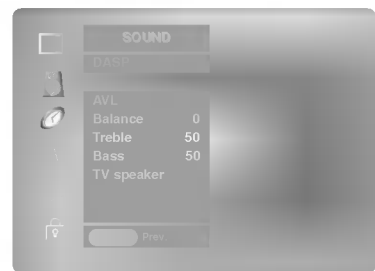 SOUND
DASP
AVL
Balance 0
Treble 50
Bass 50
TV speaker
Prev.